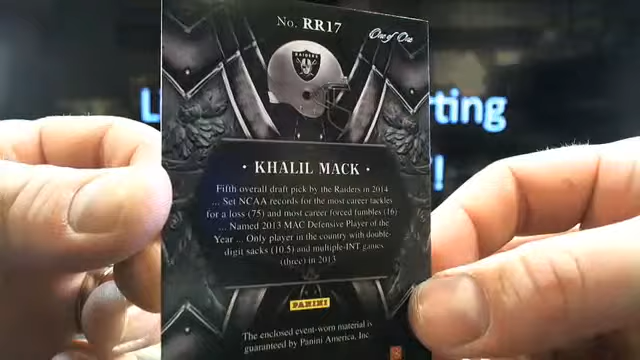 No. RR17
One of One
RAIDERS
Li rting
!
• KHALIL MACK •
Fifth overall draft pick by the Raiders in 2014
... Set NCAA records for the most career tackles
for a loss (75) and most career forced fumbles (16)
... Named 2013 MAC Defensive Player of the
Year ... Only player in the country with double-
digit sacks (10.5) and multiple-INT games
(three) in 2013
PANINI
The enclosed event-worn material is
guaranteed by Panini America, Inc.